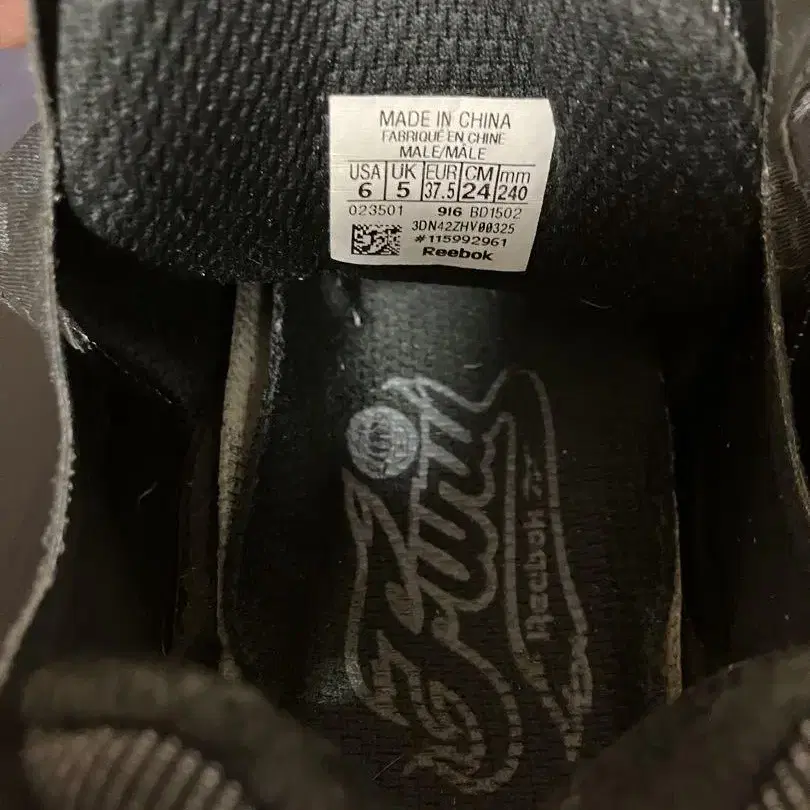 MADE IN CHINA
FABRIQUÉ EN CHINE
MALE/MÂLE
USA UK EUR CM mm
6 5 37.5 24 240
023501 916 BD1502
3DN42ZHV00325
#115992961
Reebok
Reebok